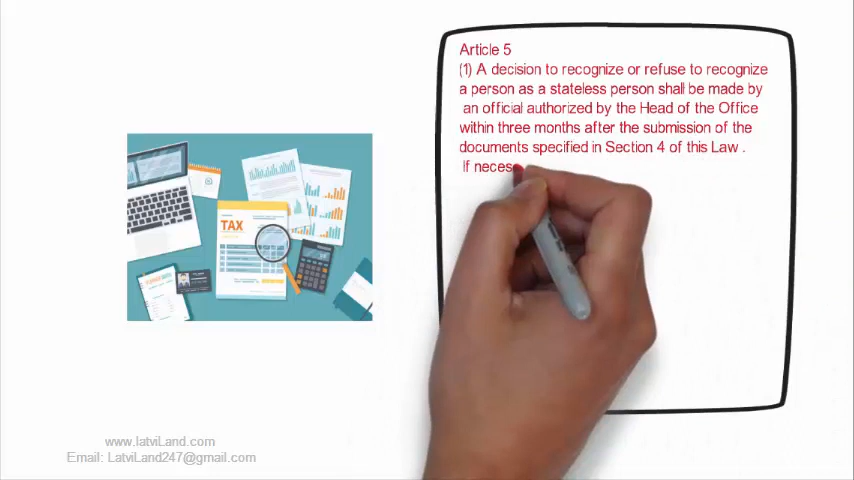 Article 5
(1) A decision to recognize or refuse to recognize
a person as a stateless person shall be made by
an official authorized by the Head of the Office
within three months after the submission of the
documents specified in Section 4 of this Law .
If neces
TAX
www.latviLand.com
Email: LatviLand247@gmail.com